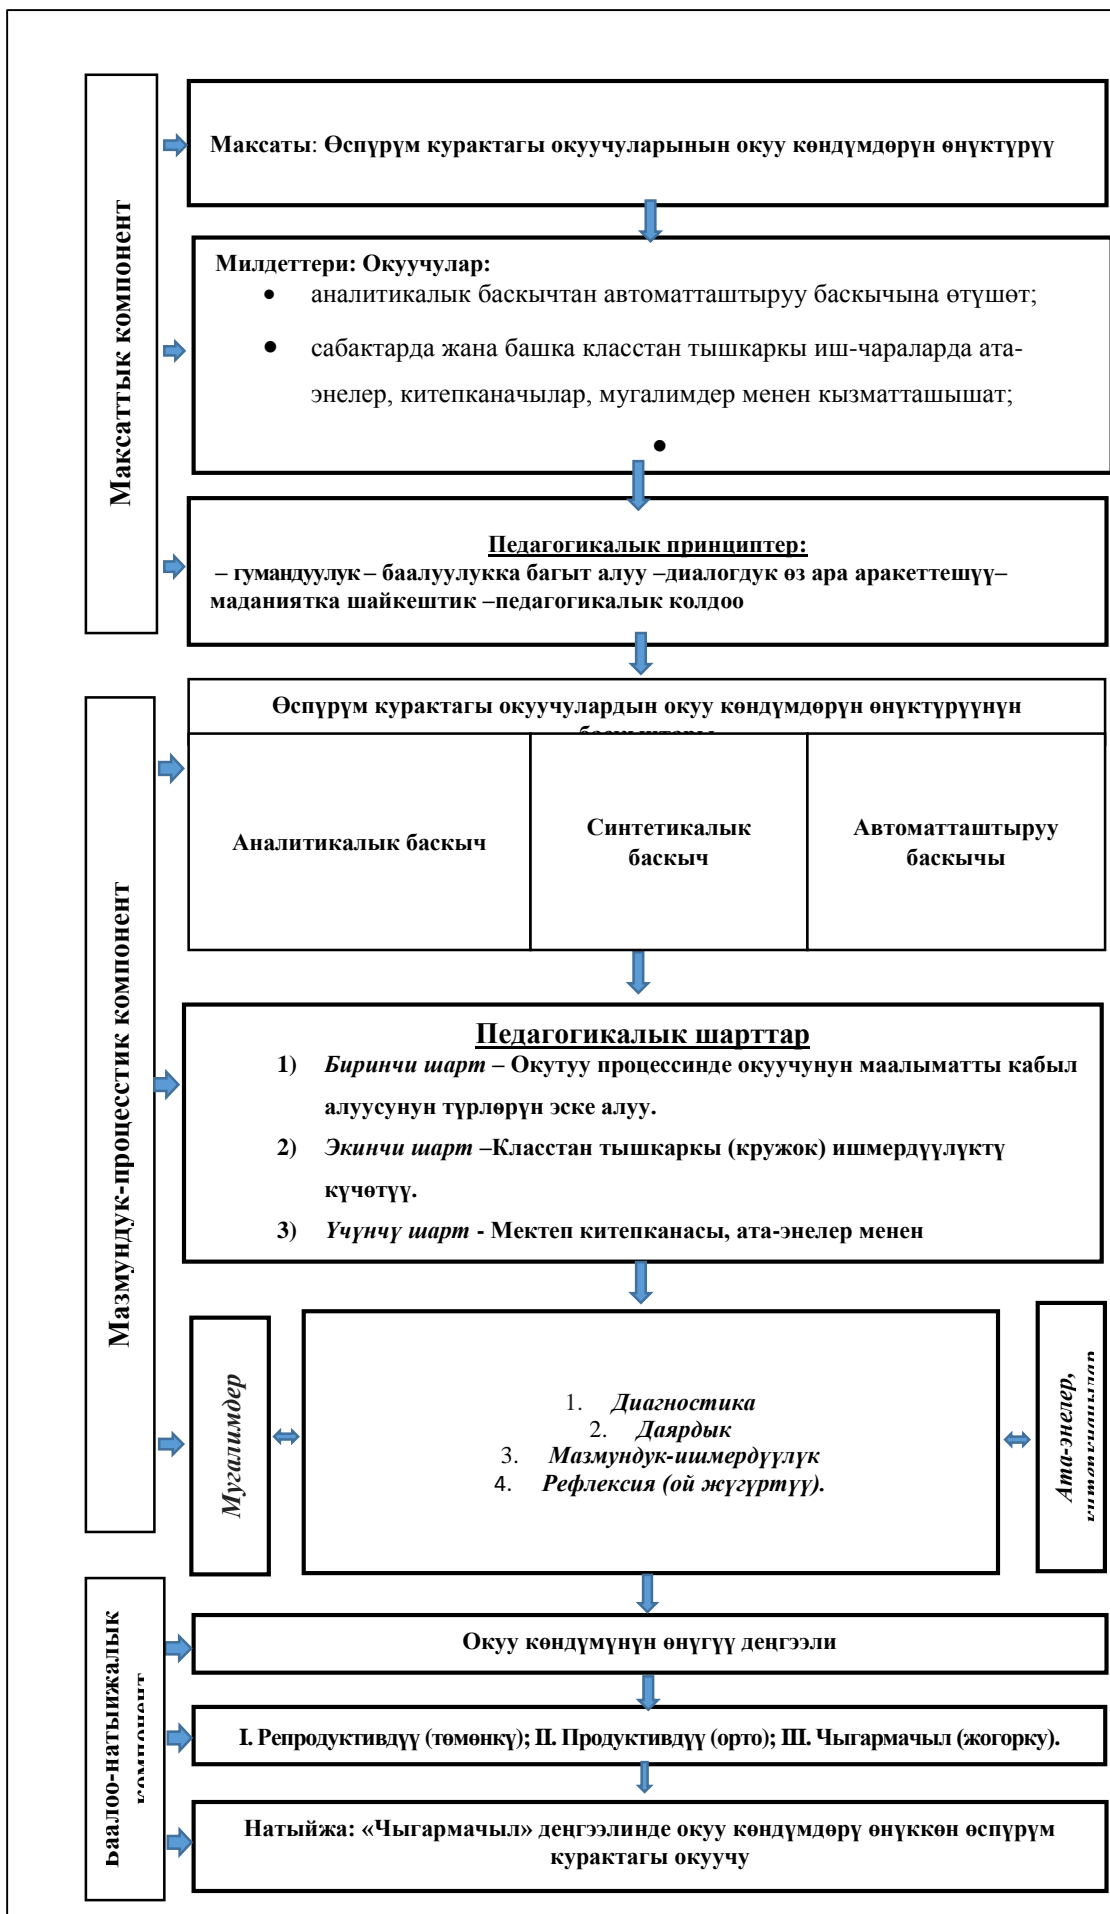 Максаттык компонент
Максаты: Өспүрүм курактагы окуучуларынын окуу көндүмдөрүн өнүктүрүү
Милдеттери: Окуучулар:
• аналитикалык баскычтан автоматташтыруу баскычына өтүшөт;
• сабактарда жана башка класстан тышкаркы иш-чараларда ата-
энелер, китепканачылар, мугалимдер менен кызматташышат;
•
Педагогикалык принциптер:
– гумандуулук – баалуулукка багыт алуу –диалогдук өз ара аракеттешүү–
маданиятка шайкештик –педагогикалык колдоо
Мазмундук-процесстик компонент
Өспүрүм курактагы окуучулардын окуу көндүмдөрүн өнүктүрүүнүн
Аналитикалык баскыч
Синтетикалык
баскыч
Автоматташтыруу
баскычы
Педагогикалык шарттар
1) Биринчи шарт – Окутуу процессинде окуучунун маалыматты кабыл
алуусунун түрлөрүн эске алуу.
2) Экинчи шарт –Класстан тышкаркы (кружок) ишмердүүлүктү
күчөтүү.
3) Үчүнчү шарт - Мектеп китепканасы, ата-энелер менен
Мугалимдер
1. Диагностика
2. Даярдык
3. Мазмундук-ишмердүүлүк
4. Рефлексия (ой жүгүртүү).
Ата-энелер,
Баалоо-натыйжалык
компонент
Окуу көндүмүнүн өнүгүү деңгээли
I. Репродуктивдүү (төмөнкү); II. Продуктивдүү (орто); III. Чыгармачыл (жогорку).
Натыйжа: «Чыгармачыл» деңгээлинде окуу көндүмдөрү өнүккөн өспүрүм
курактагы окуучу